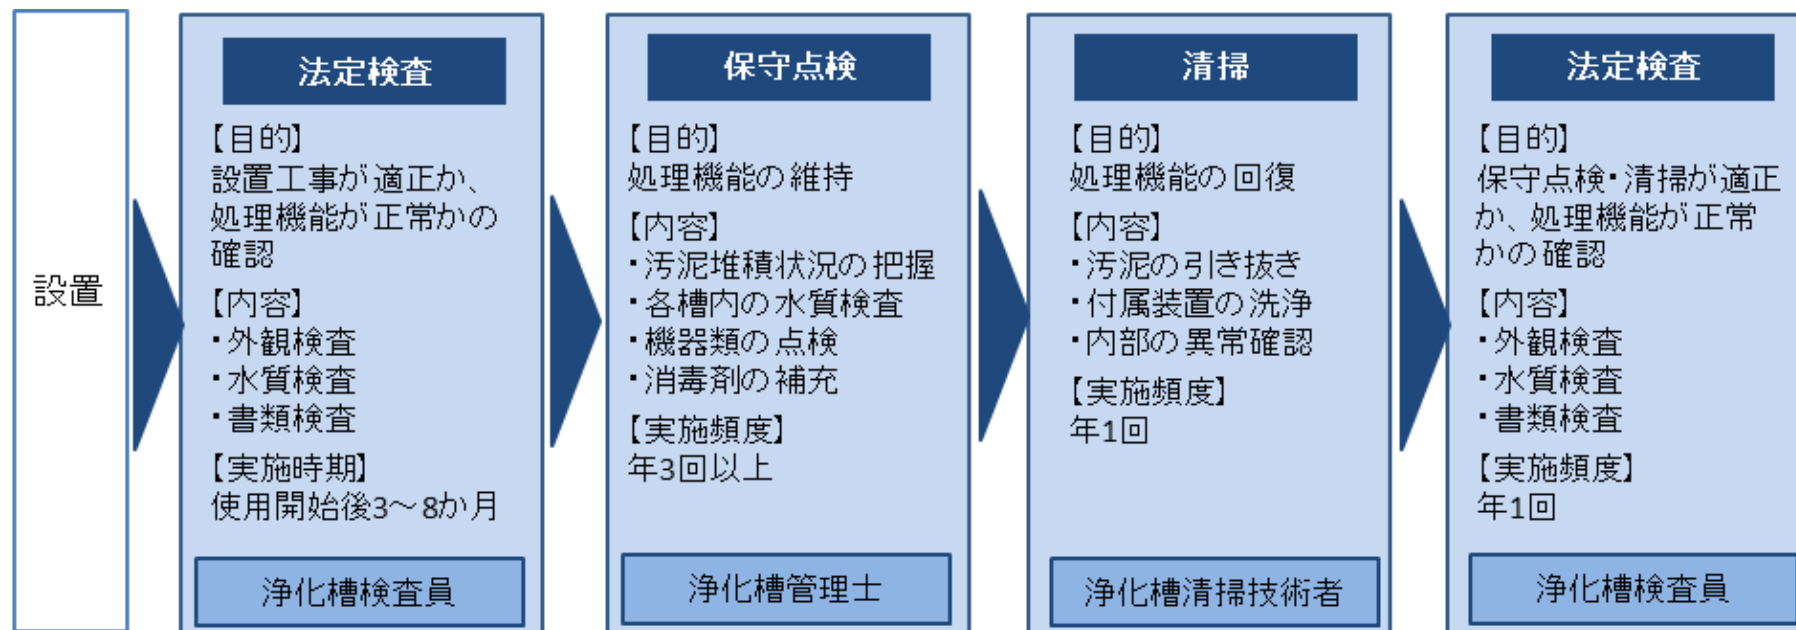 設置
法定検査
【目的】
設置工事が適正か、
処理機能が正常かの
確認
【内容】
・外観検査
・水質検査
・書類検査
【実施時期】
使用開始後3～8か月
浄化槽検査員
保守点検
【目的】
処理機能の維持
【内容】
・汚泥堆積状況の把握
・各槽内の水質検査
・機器類の点検
・消毒剤の補充
【実施頻度】
年3回以上
浄化槽管理士
清掃
【目的】
処理機能の回復
【内容】
・汚泥の引き抜き
・付属装置の洗浄
・内部の異常確認
【実施頻度】
年1回
浄化槽清掃技術者
法定検査
【目的】
保守点検・清掃が適正
か、処理機能が正常
かの確認
【内容】
・外観検査
・水質検査
・書類検査
【実施頻度】
年1回
浄化槽検査員